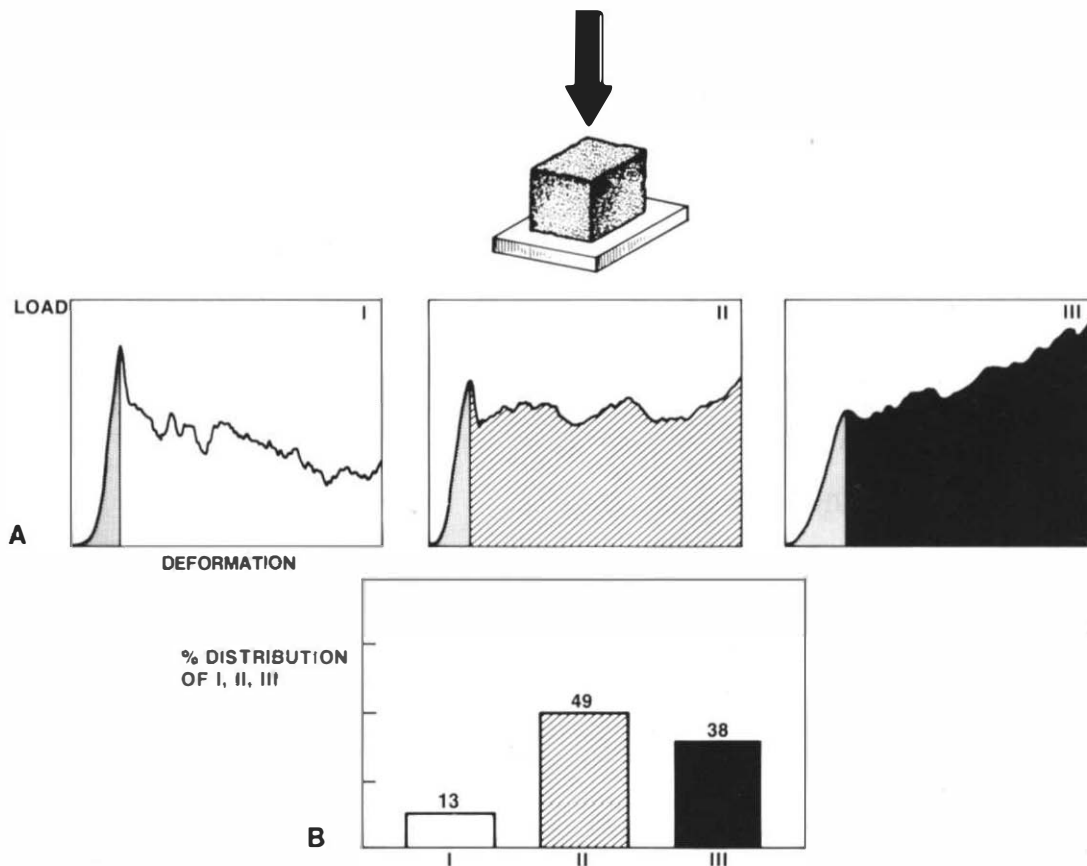 LOAD
I
II
III
A
DEFORMATION
% DISTRIBUTION
OF I, II, III
13
49
38
B
I
II
III